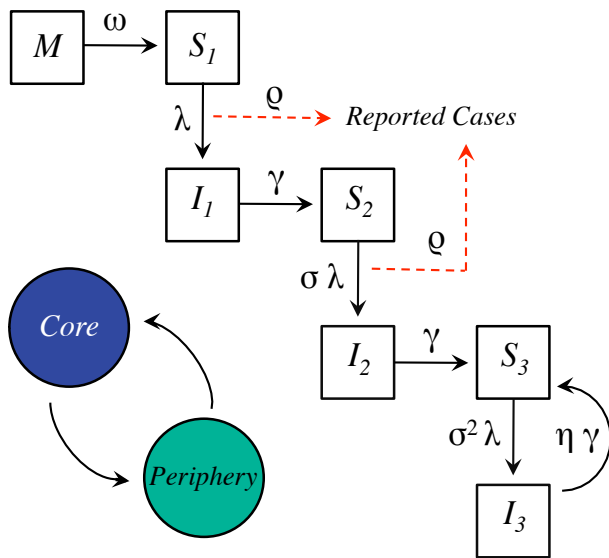 M ω S₁
λ ϱ Reported Cases
I₁ γ S₂
ϱ
σ λ
Core
I₂ γ S₃
σ² λ η γ
Periphery
I₃